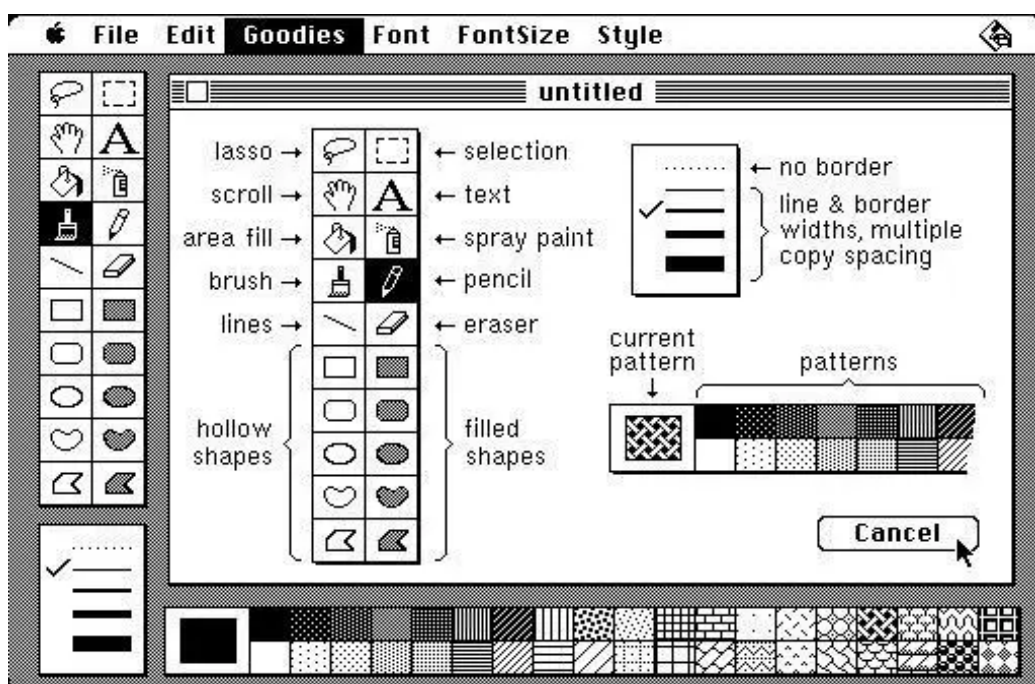 File Edit Goodies Font FontSize Style
A
untitled
lasso → ← selection
scroll → A ← text
area fill → ← spray paint
brush → ← pencil
lines → ← eraser
hollow
shapes
filled
shapes
← no border
line & border
widths, multiple
copy spacing
current
pattern
↓
patterns
Cancel